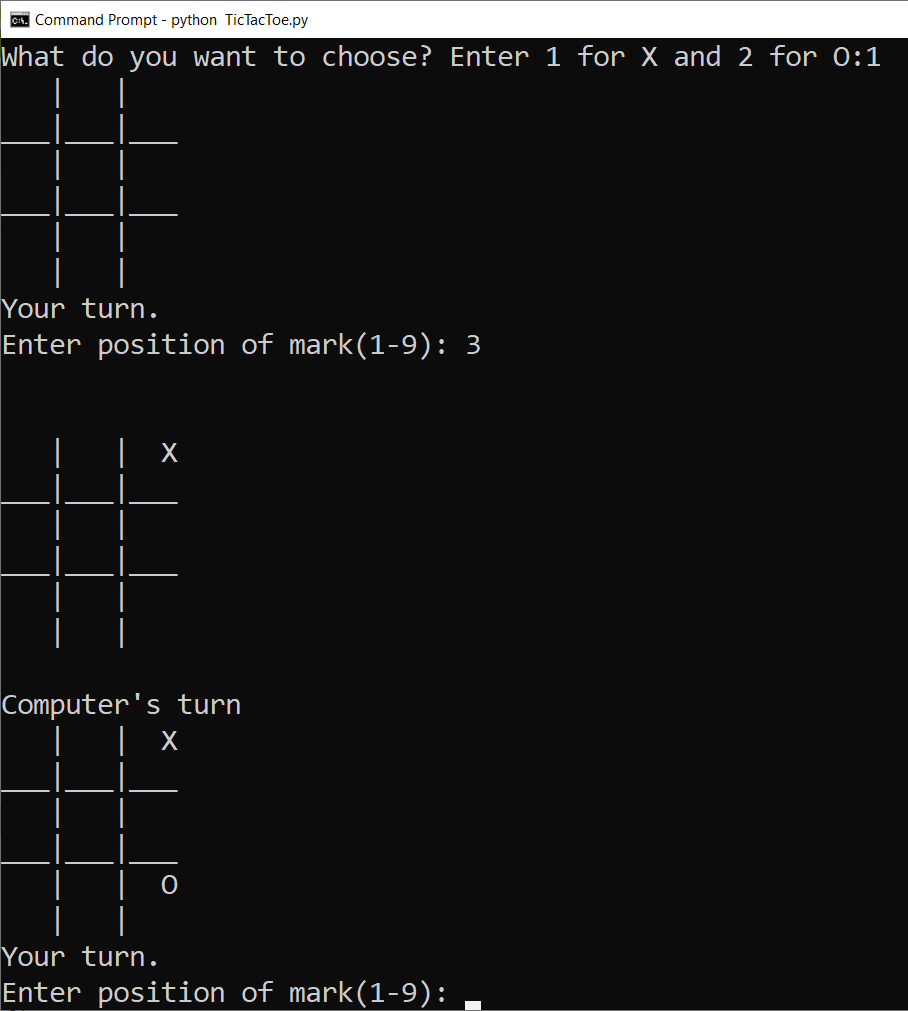 Command Prompt - python  TicTacToe.py
What do you want to choose? Enter 1 for X and 2 for O:1
   |   |
___|___|___
   |   |
___|___|___
   |   |
   |   |
Your turn.
Enter position of mark(1-9): 3
   |   |  X
___|___|___
   |   |
___|___|___
   |   |
   |   |
Computer's turn
   |   |  X
___|___|___
   |   |
___|___|___
   |   |  O
   |   |
Your turn.
Enter position of mark(1-9):